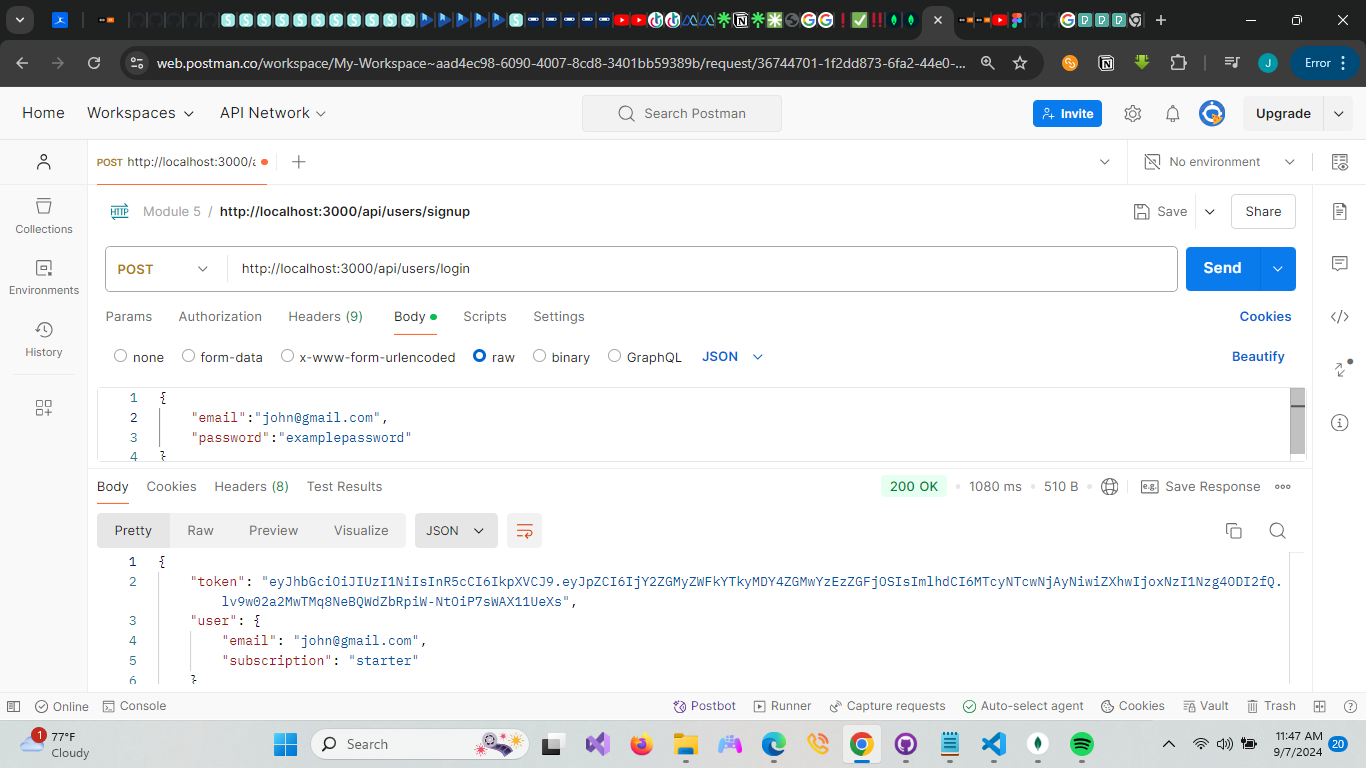 web.postman.co/workspace/My-Workspace~aad4ec98-6090-4007-8cd8-3401bb59389b/request/36744701-1f2dd873-6fa2-44e0-...
J
Error
Home
Workspaces
API Network
Search Postman
Invite
Upgrade
POST http://localhost:3000/a
No environment
Collections
Environments
History
HTTP
Module 5 / http://localhost:3000/api/users/signup
Save
Share
POST
http://localhost:3000/api/users/login
Send
Params
Authorization
Headers (9)
Body
Scripts
Settings
Cookies
none
form-data
x-www-form-urlencoded
raw
binary
GraphQL
JSON
Beautify
1 {
2 "email":"john@gmail.com",
3 "password":"examplepassword"
4 }
Body
Cookies
Headers (8)
Test Results
200 OK
1080 ms
510 B
e.g. Save Response
Pretty
Raw
Preview
Visualize
JSON
1 {
2 "token": "eyJhbGciOiJIUzI1NiIsInR5cCI6IkpXVCJ9.eyJpZCI6IjY2ZGMyZWFkYTkyMDY4ZGMwYzEzZGFjOSIsImlhdCI6MTcyNTcwNjAyNiwiZXhwIjoxNzI1Nzg4ODI2fQ.
lv9w02a2MwTMq8NeBQWdZbRpiW-NtOiP7sWAX11UeXs",
3 "user": {
4 "email": "john@gmail.com",
5 "subscription": "starter"
6 }
Online
Console
Postbot
Runner
Capture requests
Auto-select agent
Cookies
Vault
Trash
1
77°F
Cloudy
Search
11:47 AM
9/7/2024
20